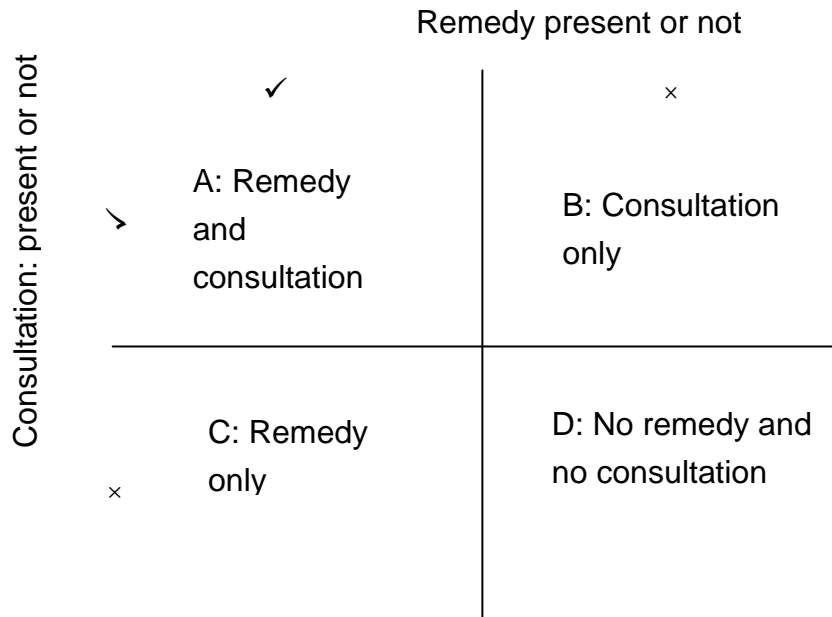 Remedy present or not
Consultation: present or not
✓
×
A: Remedy
and
consultation
B: Consultation
only
✓
C: Remedy
only
D: No remedy and
no consultation
×